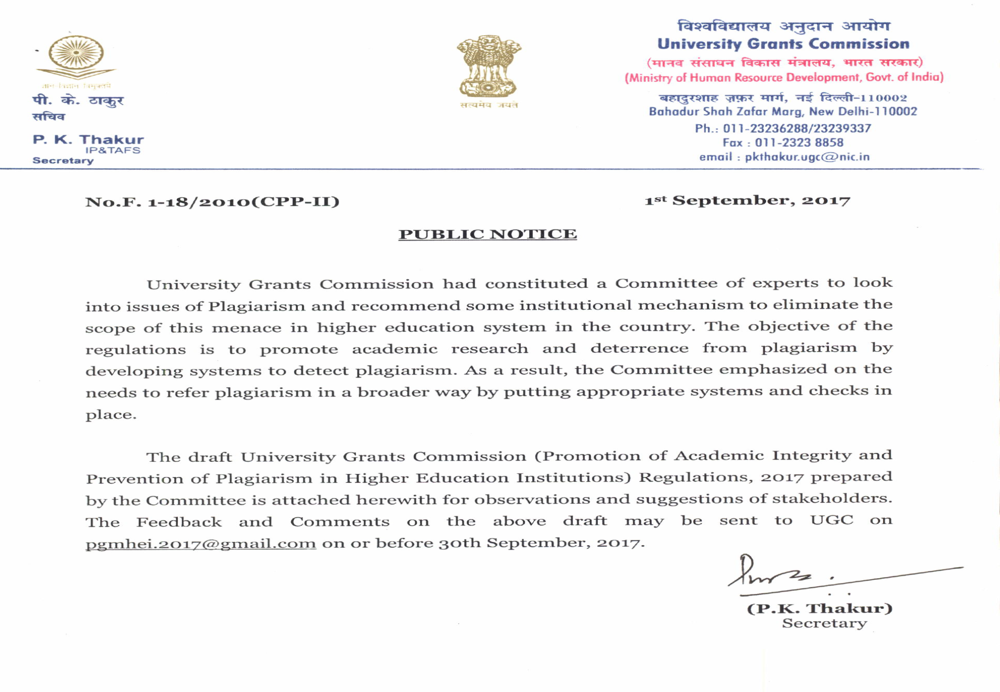 ज्ञान-विज्ञान विमुक्तये
पी. के. ठाकुर
सचिव
P. K. Thakur
IP&TAFS
Secretary
सत्यमेव जयते
विश्वविद्यालय अनुदान आयोग
University Grants Commission
(मानव संसाधन विकास मंत्रालय, भारत सरकार)
(Ministry of Human Resource Development, Govt. of India)
बहादुरशाह ज़फ़र मार्ग, नई दिल्ली-110002
Bahadur Shah Zafar Marg, New Delhi-110002
Ph.: 011-23236288/23239337
Fax : 011-2323 8858
email : pkthakur.ugc@nic.in
No.F. 1-18/2010(CPP-II)
1st September, 2017
PUBLIC NOTICE
University Grants Commission had constituted a Committee of experts to look
into issues of Plagiarism and recommend some institutional mechanism to eliminate the
scope of this menace in higher education system in the country. The objective of the
regulations is to promote academic research and deterrence from plagiarism by
developing systems to detect plagiarism. As a result, the Committee emphasized on the
needs to refer plagiarism in a broader way by putting appropriate systems and checks in
place.
The draft University Grants Commission (Promotion of Academic Integrity and
Prevention of Plagiarism in Higher Education Institutions) Regulations, 2017 prepared
by the Committee is attached herewith for observations and suggestions of stakeholders.
The Feedback and Comments on the above draft may be sent to UGC on
pgmhei.2017@gmail.com on or before 30th September, 2017.
(P.K. Thakur)
Secretary